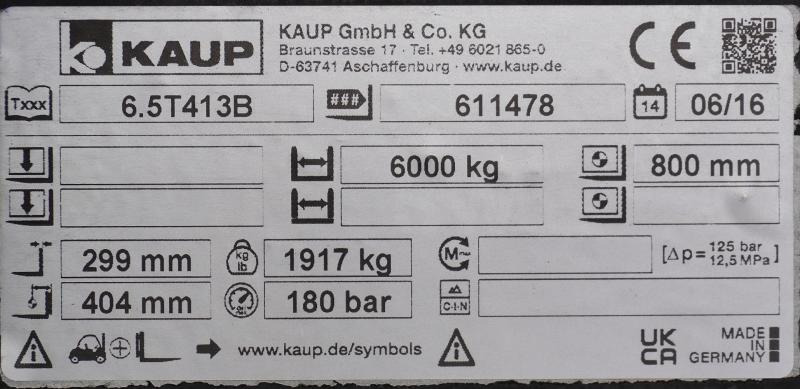 KAUP
KAUP GmbH & Co. KG
Braunstrasse 17 · Tel. +49 6021 865-0
D-63741 Aschaffenburg · www.kaup.de
CE
Txxx 6.5T413B ### 611478 14 06/16
6000 kg 800 mm
299 mm kg lb 1917 kg M~ [Δp= 125 bar 12,5 MPa]
404 mm 180 bar C-I-N
www.kaup.de/symbols
UK CA
MADE IN GERMANY